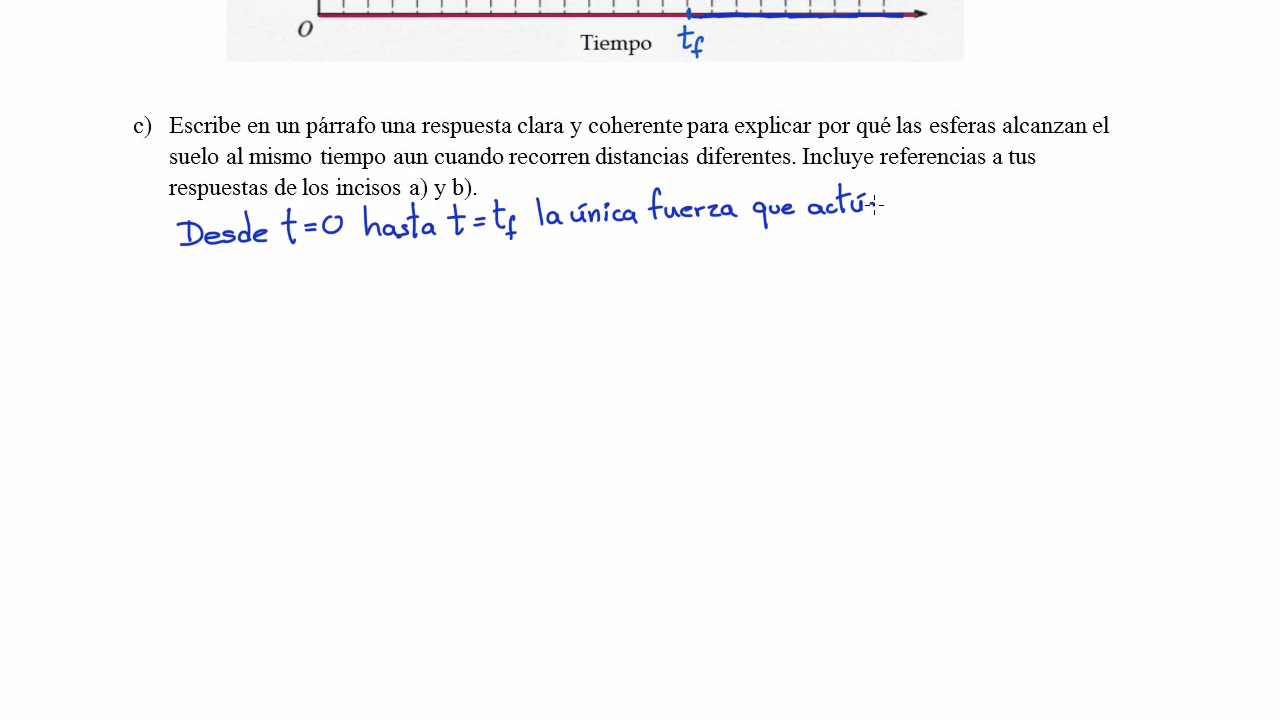 O
Tiempo tf
c) Escribe en un párrafo una respuesta clara y coherente para explicar por qué las esferas alcanzan el
suelo al mismo tiempo aun cuando recorren distancias diferentes. Incluye referencias a tus
respuestas de los incisos a) y b).
Desde t=0 hasta t=tf la única fuerza que actú